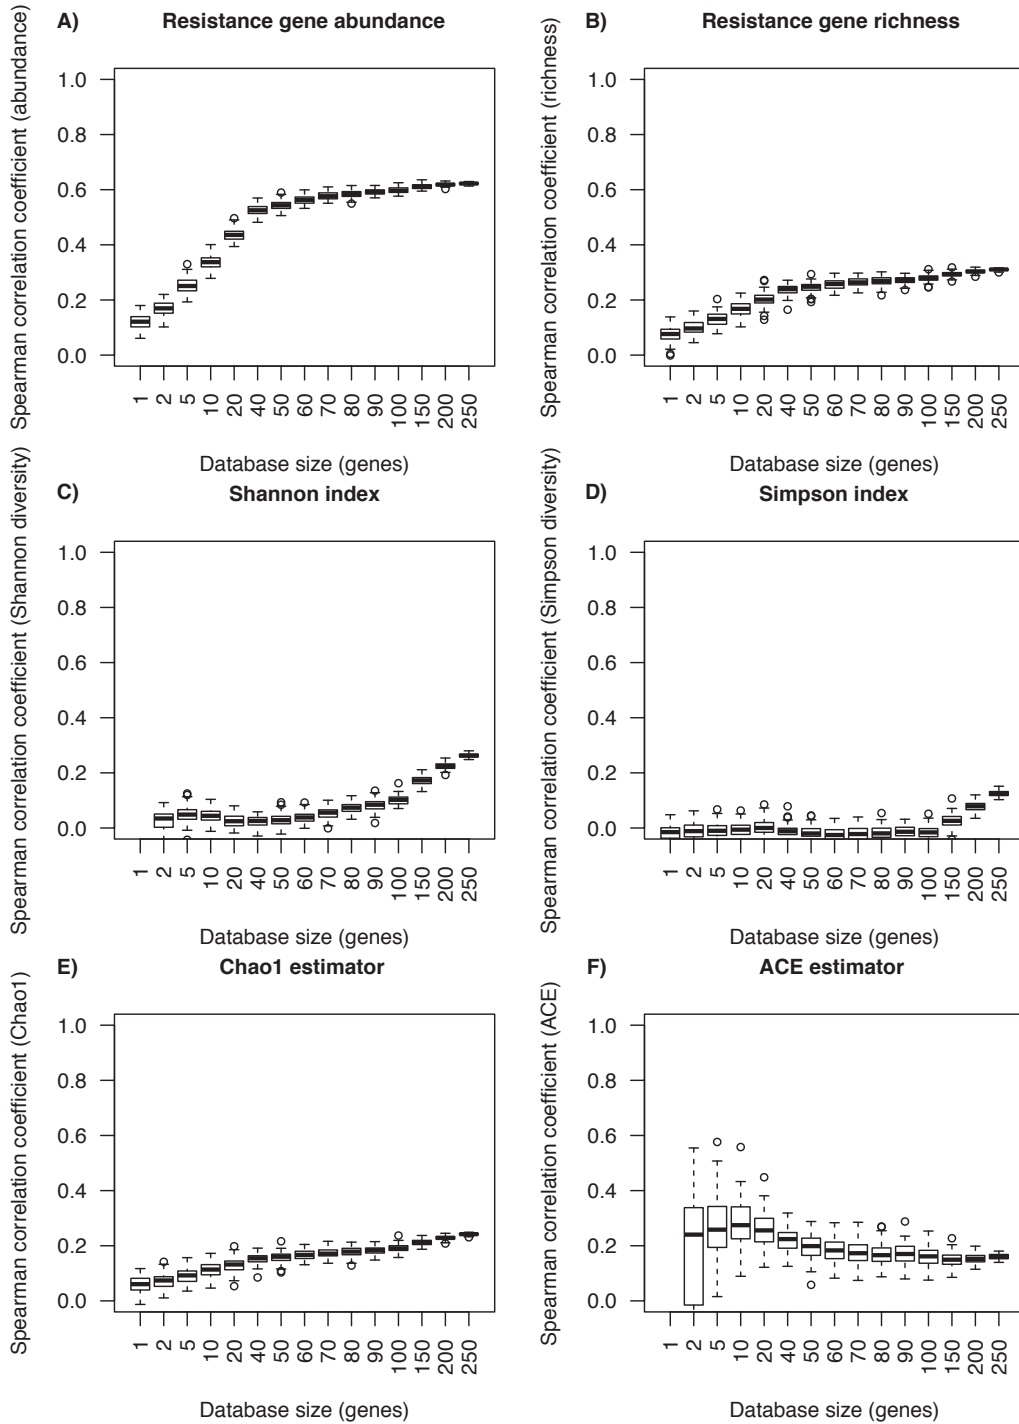 A) Resistance gene abundance
Spearman correlation coefficient (abundance)
1.0
0.8
0.6
0.4
0.2
0.0
1 2 5 10 20 40 50 60 70 80 90 100 150 200 250
Database size (genes)
B) Resistance gene richness
Spearman correlation coefficient (richness)
1.0
0.8
0.6
0.4
0.2
0.0
1 2 5 10 20 40 50 60 70 80 90 100 150 200 250
Database size (genes)
C) Shannon index
Spearman correlation coefficient (Shannon diversity)
1.0
0.8
0.6
0.4
0.2
0.0
1 2 5 10 20 40 50 60 70 80 90 100 150 200 250
Database size (genes)
D) Simpson index
Spearman correlation coefficient (Simpson diversity)
1.0
0.8
0.6
0.4
0.2
0.0
1 2 5 10 20 40 50 60 70 80 90 100 150 200 250
Database size (genes)
E) Chao1 estimator
Spearman correlation coefficient (Chao1)
1.0
0.8
0.6
0.4
0.2
0.0
1 2 5 10 20 40 50 60 70 80 90 100 150 200 250
Database size (genes)
F) ACE estimator
Spearman correlation coefficient (ACE)
1.0
0.8
0.6
0.4
0.2
0.0
1 2 5 10 20 40 50 60 70 80 90 100 150 200 250
Database size (genes)